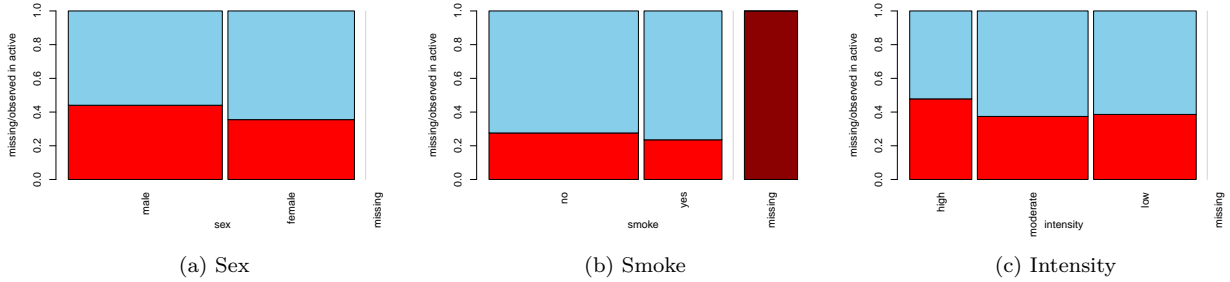 missing/observed in active
1.0
0.8
0.6
0.4
0.2
0.0
male
female
missing
sex
(a) Sex
missing/observed in active
1.0
0.8
0.6
0.4
0.2
0.0
no
yes
missing
smoke
(b) Smoke
missing/observed in active
1.0
0.8
0.6
0.4
0.2
0.0
high
moderate
low
missing
intensity
(c) Intensity